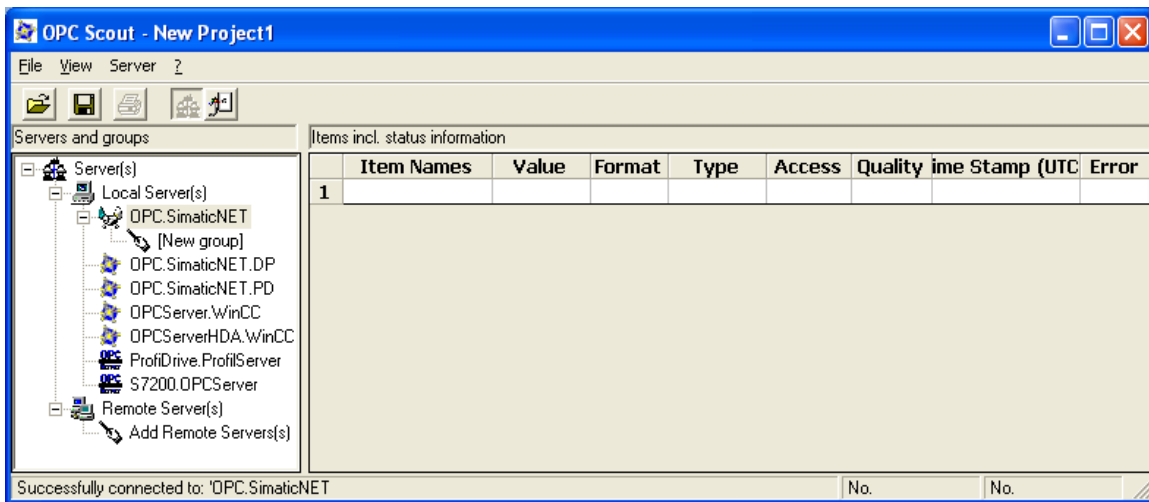 OPC Scout - New Project1
File View Server ?
Servers and groups
Items incl. status information
Item Names Value Format Type Access Quality ime Stamp (UTC Error
1
Server(s)
Local Server(s)
OPC.SimaticNET
[New group]
OPC.SimaticNET.DP
OPC.SimaticNET.PD
OPCServer.WinCC
OPCServerHDA.WinCC
OPC ProfiDrive.ProfilServer
OPC S7200.OPCServer
Remote Server(s)
Add Remote Servers(s)
Successfully connected to: 'OPC.SimaticNET No. No.